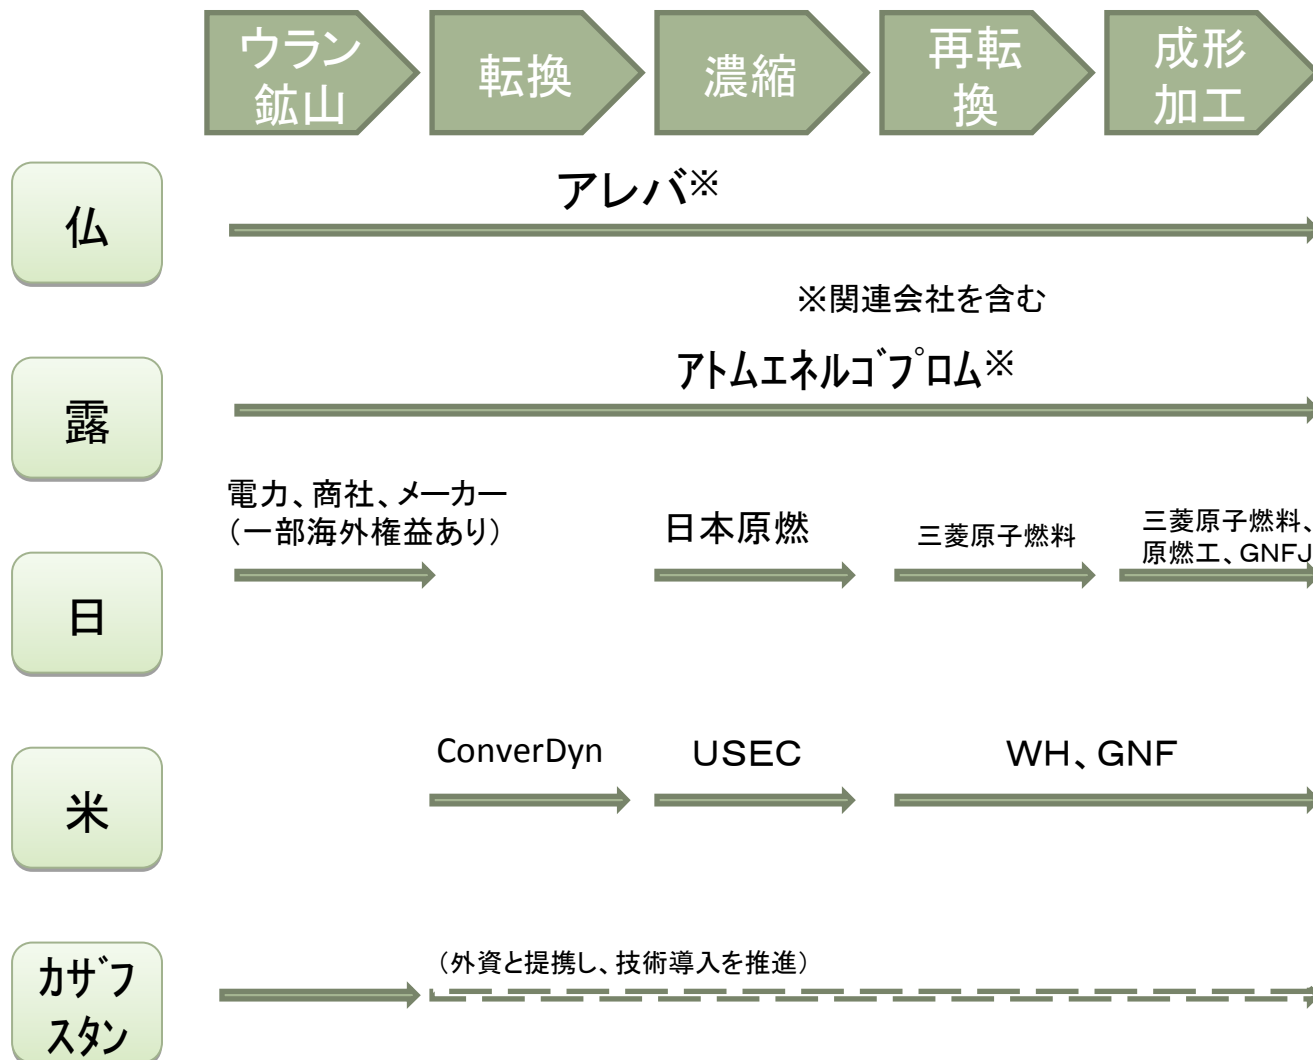 ウラン
鉱山
転換
濃縮
再転
換
成形
加工
仏
アレバ※
※関連会社を含む
露
ｱﾄﾑｴﾈﾙｺﾞﾌﾟﾛﾑ※
日
電力、商社、メーカー
（一部海外権益あり）
日本原燃
三菱原子燃料
三菱原子燃料、
原燃工、GNFJ
米
ConverDyn
USEC
WH、GNF
ｶｻﾞﾌ
ｽﾀﾝ
（外資と提携し、技術導入を推進）